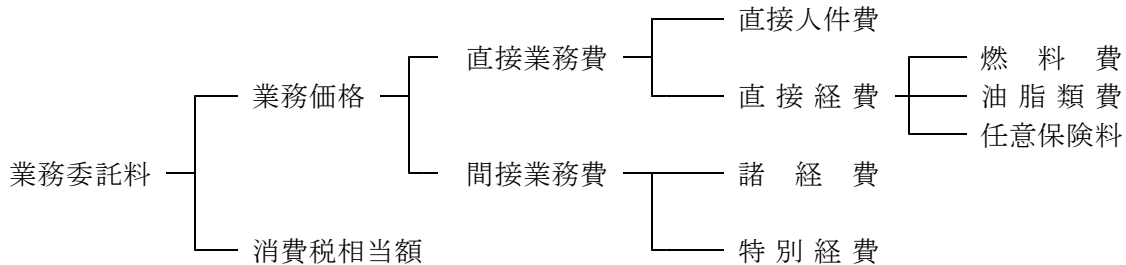 直接人件費
直接業務費
燃料費
業務価格
直接経費
油脂類費
任意保険料
業務委託料
間接業務費
諸経費
消費税相当額
特別経費